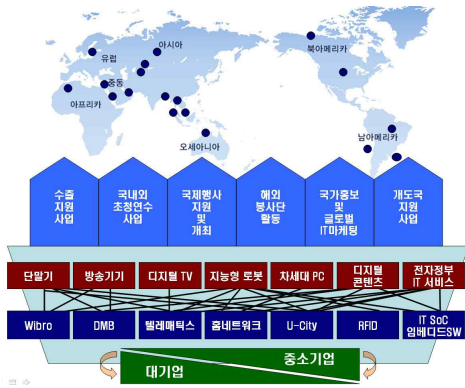 아시아
북아메리카
유럽
중동
아프리카
오세아니아
남아메리카
수출
지원
사업
국내외
초청연수
사업
국제행사
지원
및
개최
해외
봉사단
활동
국가홍보
및
글로벌
IT마케팅
개도국
지원
사업
단말기
방송기기
디지털 TV
지능형 로봇
차세대 PC
디지털
콘텐츠
전자정부
IT 서비스
Wibro
DMB
텔레매틱스
홈네트워크
U-City
RFID
IT SoC
임베디드SW
중소기업
대기업